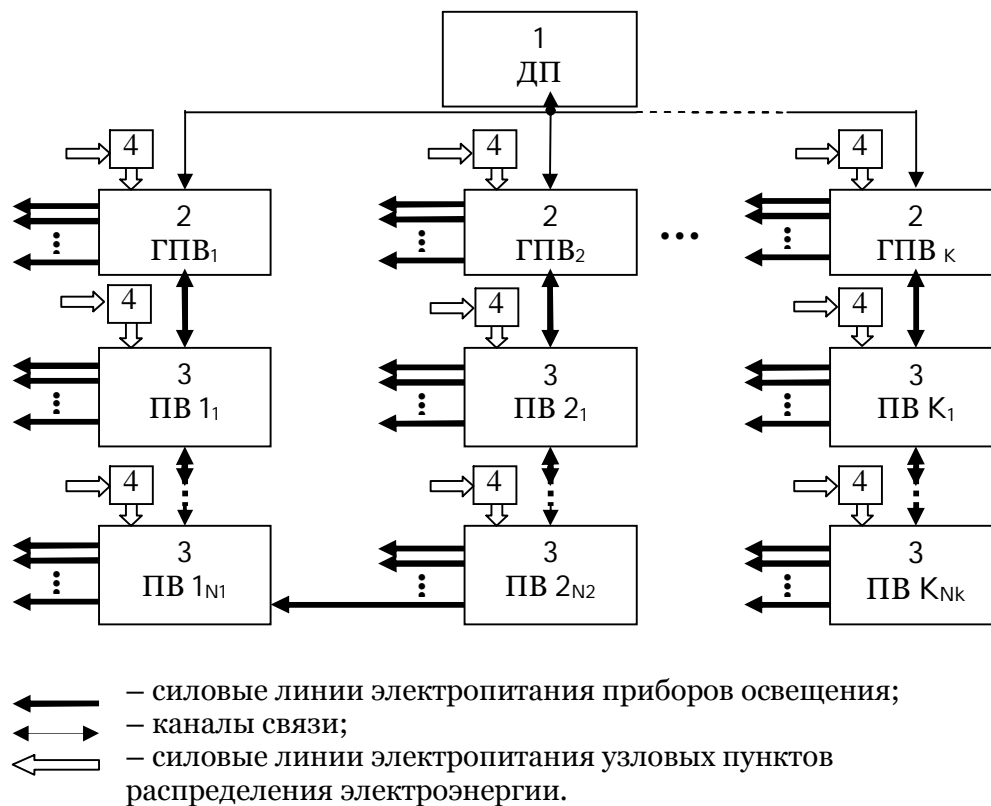 1
ДП
4 4 4
2 2 2
ГПВ₁ ГПВ₂ ... ГПВ К
4 4 4
3 3 3
ПВ 1₁ ПВ 2₁ ПВ К₁
4 4 4
3 3 3
ПВ 1N1 ПВ 2N2 ПВ КNk
– силовые линии электропитания приборов освещения;
– каналы связи;
– силовые линии электропитания узловых пунктов
распределения электроэнергии.